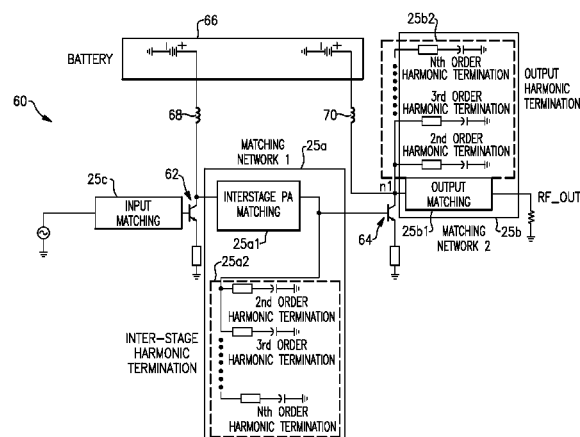 66
25b2
BATTERY
+
+
Nth ORDER
HARMONIC TERMINATION
OUTPUT
HARMONIC
TERMINATION
60
68
70
3rd ORDER
HARMONIC TERMINATION
2nd ORDER
HARMONIC TERMINATION
MATCHING
NETWORK 1
25a
25c
62
n1
INPUT
MATCHING
INTERSTAGE PA
MATCHING
OUTPUT
MATCHING
RF_OUT
25a1
64
25b1
MATCHING
NETWORK 2
25b
25a2
2nd ORDER
HARMONIC TERMINATION
INTER-STAGE
HARMONIC
TERMINATION
3rd ORDER
HARMONIC TERMINATION
Nth ORDER
HARMONIC TERMINATION